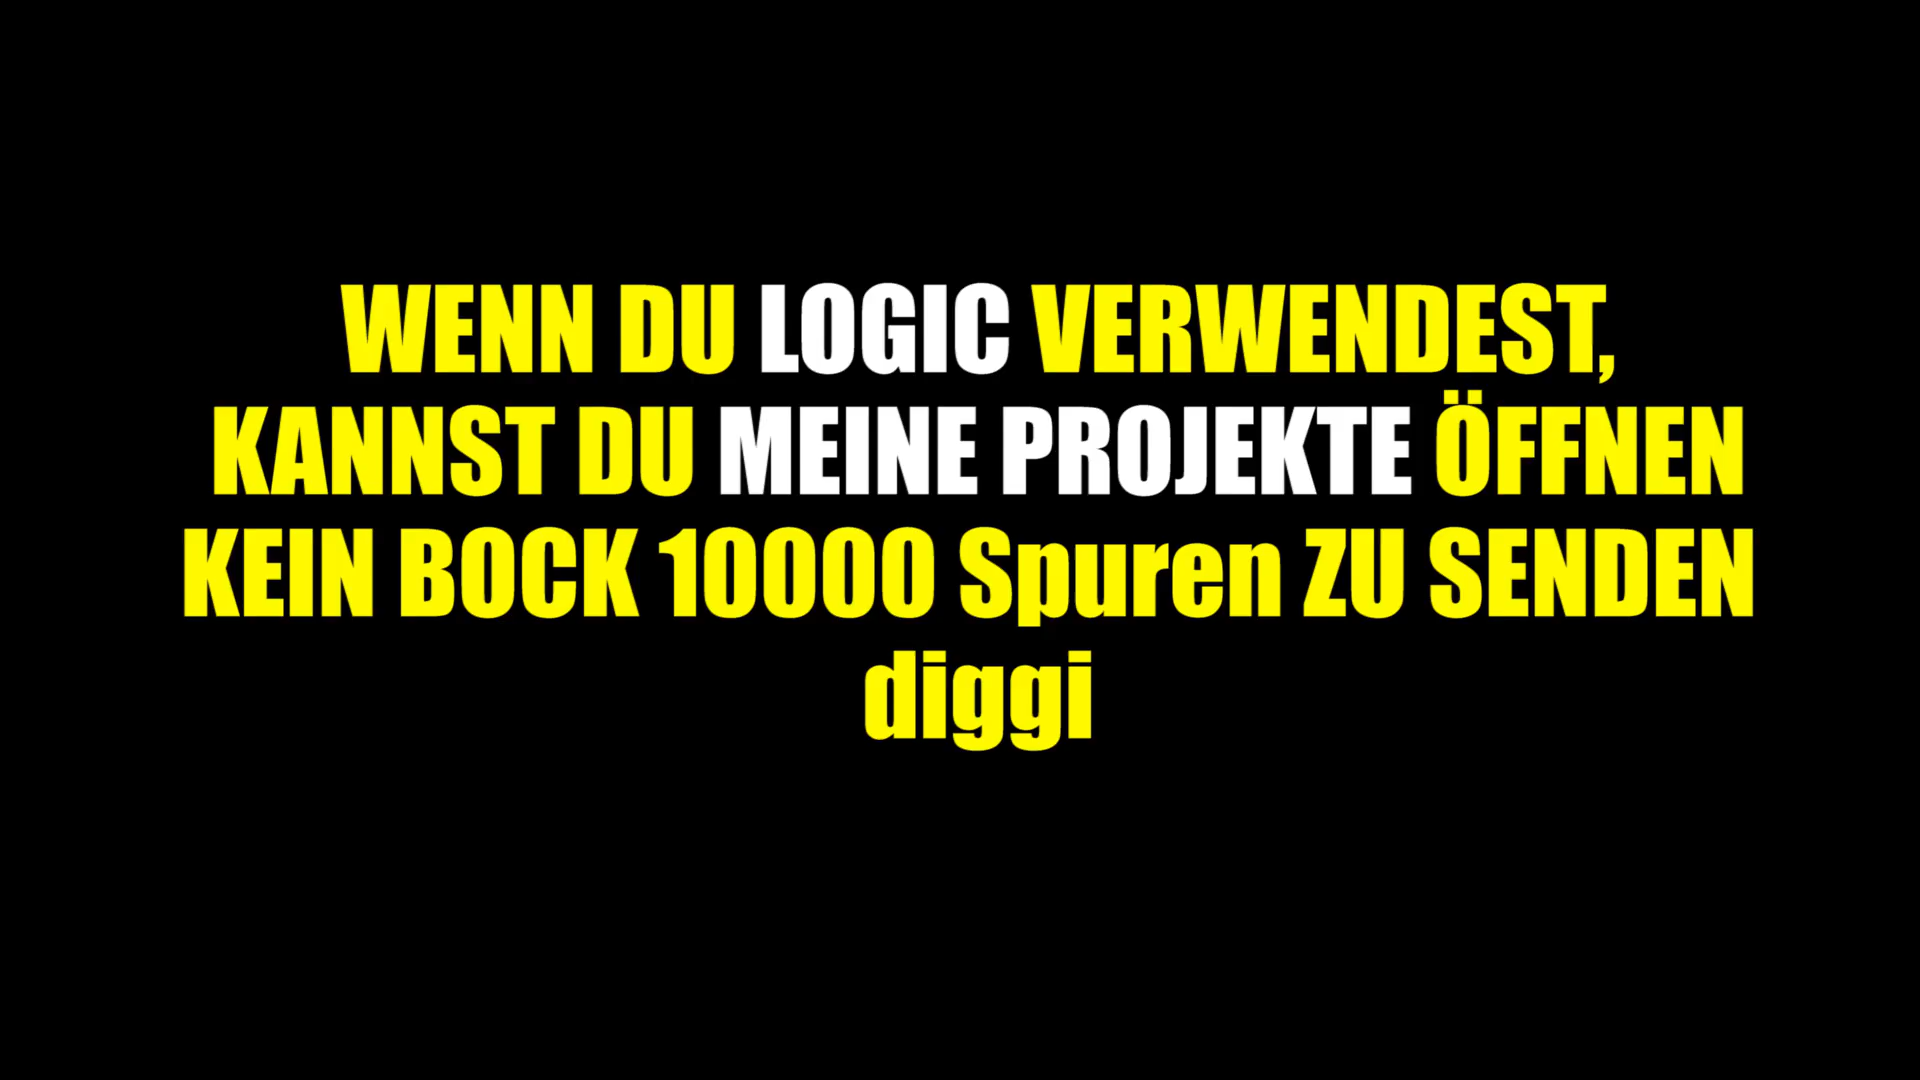 WENN DU LOGIC VERWENDEST,
KANNST DU MEINE PROJEKTE ÖFFNEN
KEIN BOCK 10000 Spuren ZU SENDEN
diggi